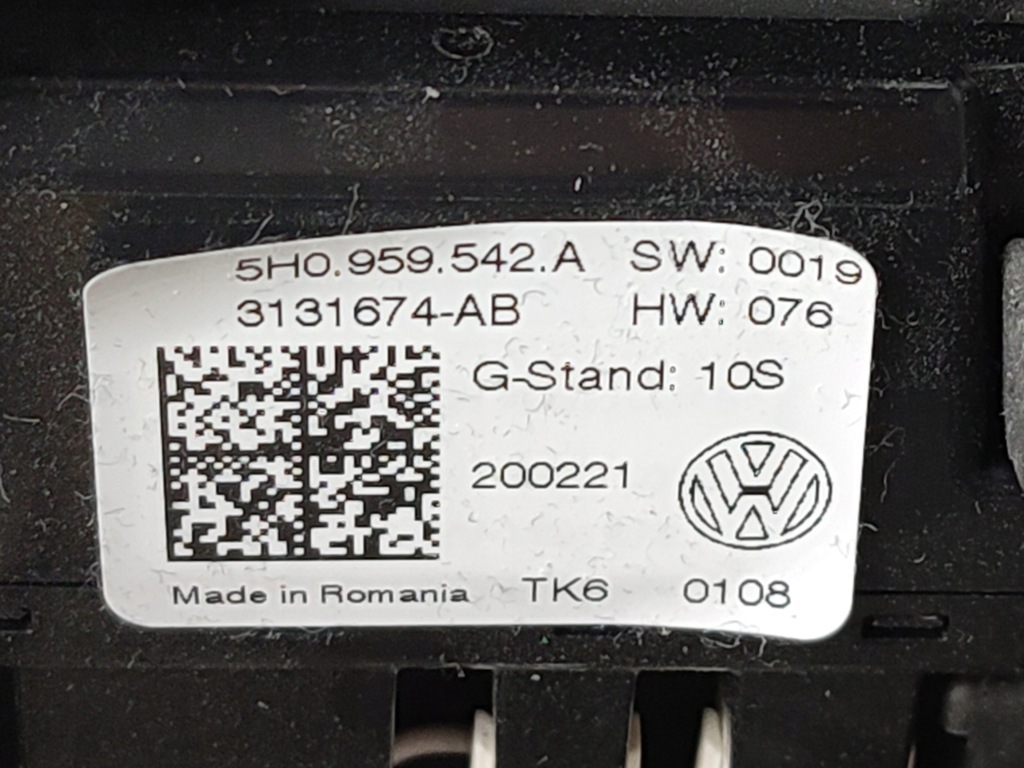 5H0.959.542.A SW: 0019
3131674-AB HW: 076
G-Stand: 10S
200221
Made in Romania TK6 0108